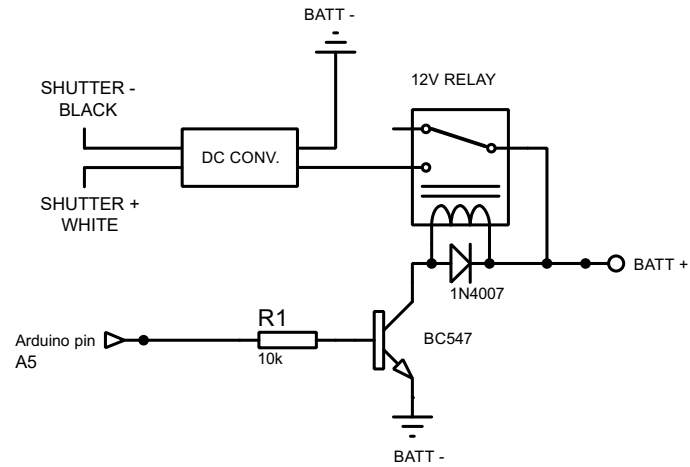 BATT -
12V RELAY
SHUTTER -
BLACK
DC CONV.
SHUTTER +
WHITE
BATT +
1N4007
R1
10k
BC547
Arduino pin
A5
BATT -